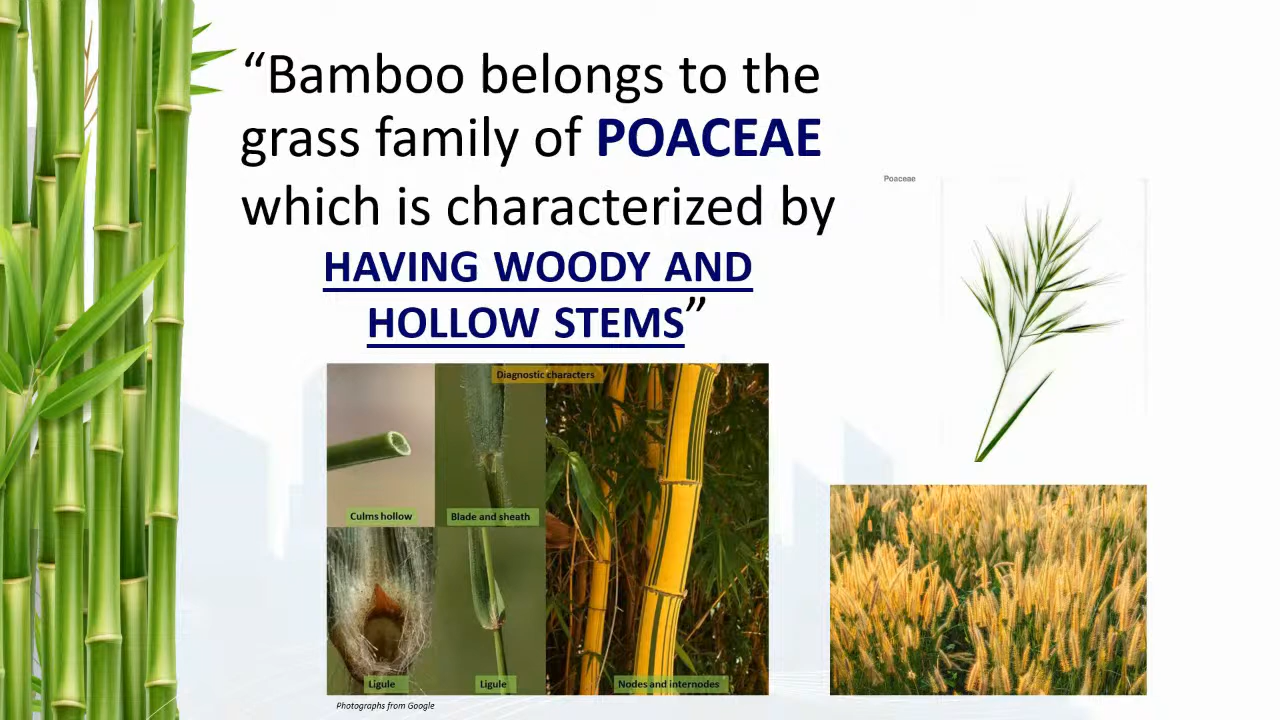 “Bamboo belongs to the
grass family of POACEAE
which is characterized by
HAVING WOODY AND
HOLLOW STEMS”
Poaceae
Diagnostic characters
Culms hollow
Blade and sheath
Ligule
Ligule
Nodes and internodes
Photographs from Google